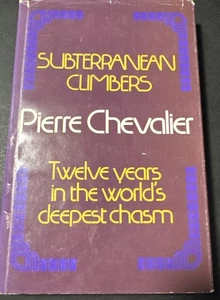 SUBTERRANEAN
CLIMBERS
Pierre Chevalier
Twelve years
in the world's
deepest chasm